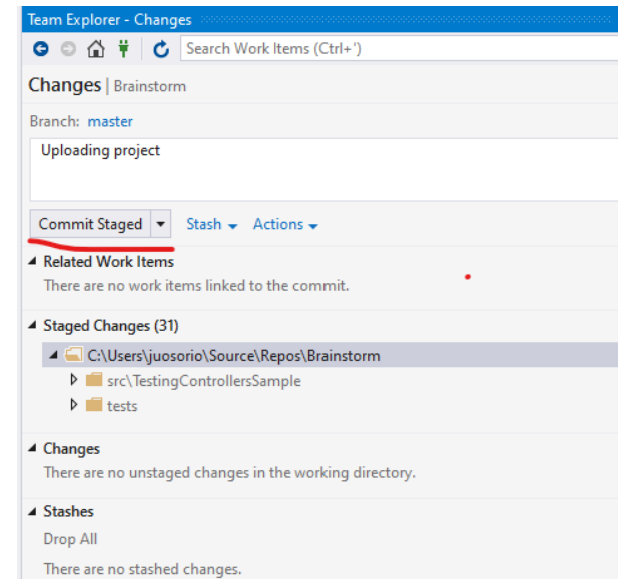 Team Explorer - Changes
Search Work Items (Ctrl+')
Changes | Brainstorm
Branch: master
Uploading project
Commit Staged Stash Actions
Related Work Items
There are no work items linked to the commit.
Staged Changes (31)
C:\Users\juosorio\Source\Repos\Brainstorm
src\TestingControllersSample
tests
Changes
There are no unstaged changes in the working directory.
Stashes
Drop All
There are no stashed changes.